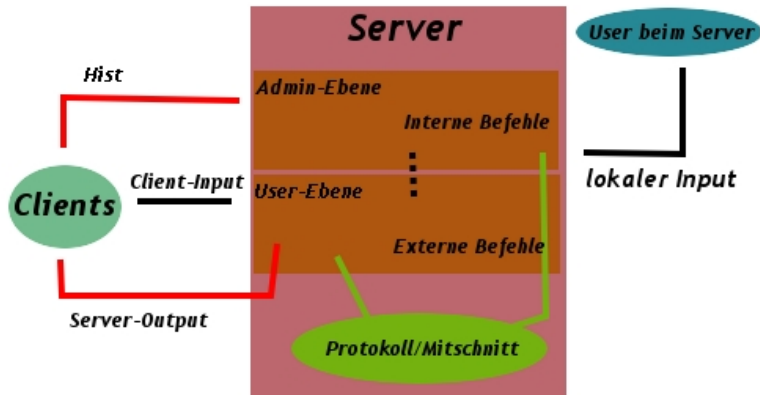 Server
User beim Server
Hist
Admin-Ebene
Interne Befehle
Client-Input
lokaler Input
Clients
User-Ebene
Externe Befehle
Server-Output
Protokoll/Mitschnitt